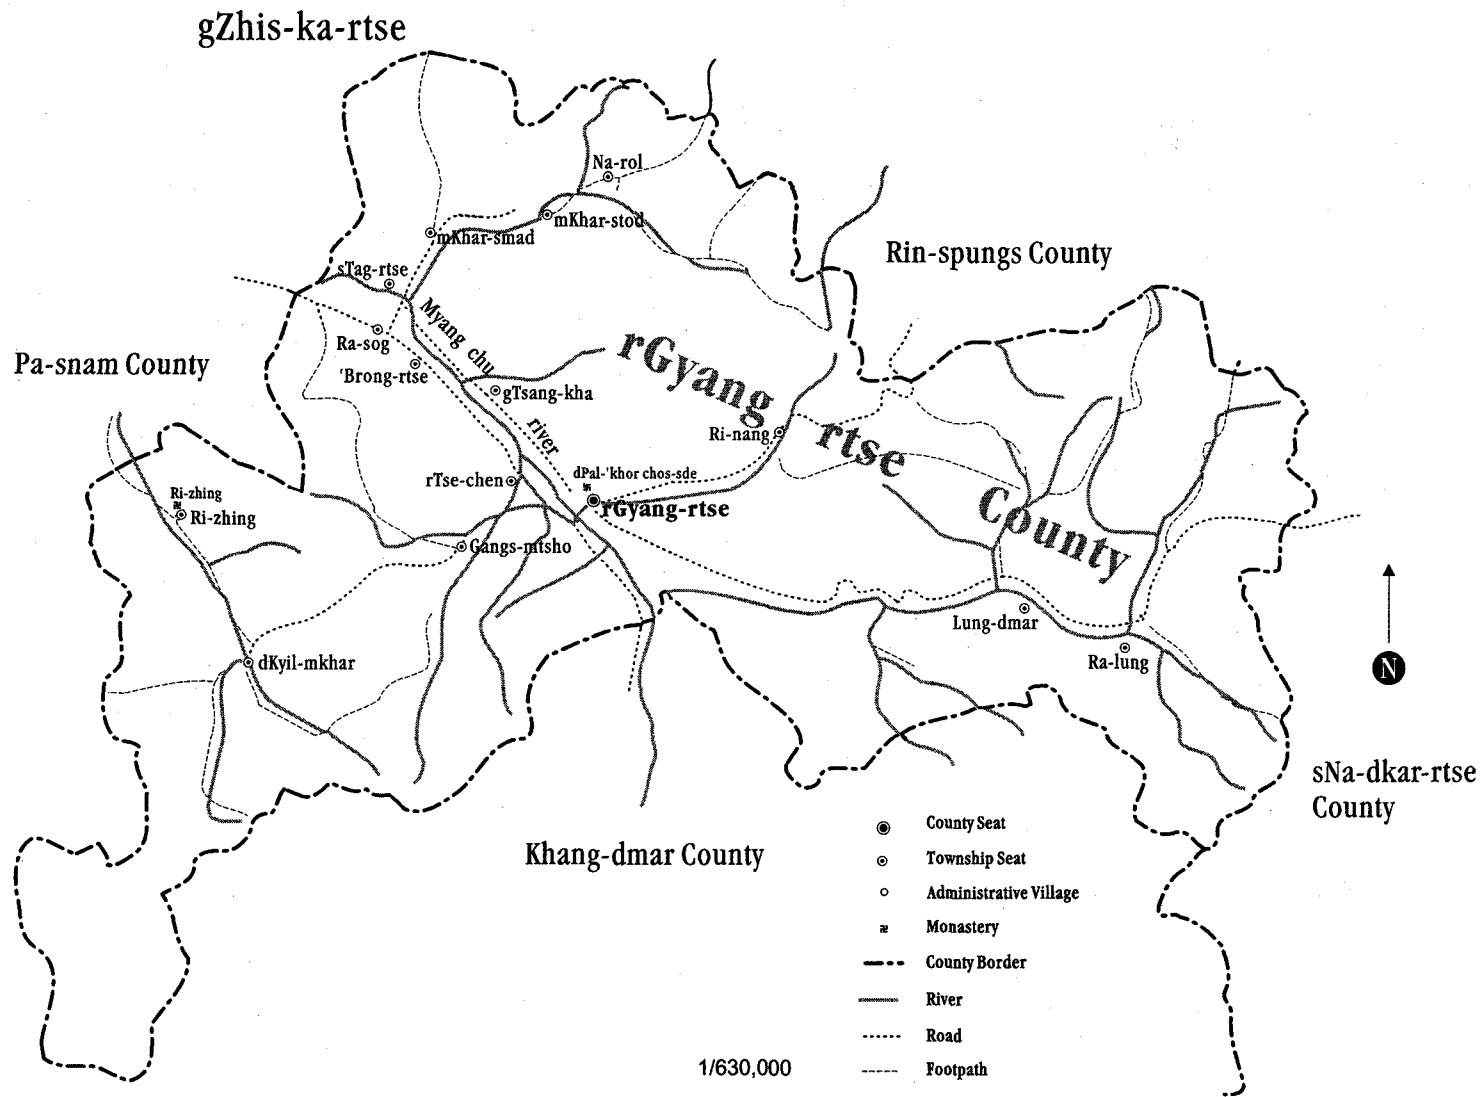 gZhis-ka-rtse
Na-rol
mKhar-stod
mKhar-smad
Rin-spungs County
sTag-rtse
Myang chu river
Ra-sog
rGyang rtse County
Pa-snam County
'Brong-rtse
gTsang-kha
Ri-nang
dPal-'khor chos-sde
rTse-chen
Ri-zhing
Ri-zhing
rGyang-rtse
Gangs-mtsho
Lung-dmar
dKyil-mkhar
Ra-lung
N
sNa-dkar-rtse
County
Khang-dmar County
County Seat
Township Seat
Administrative Village
Monastery
County Border
River
Road
Footpath
1/630,000